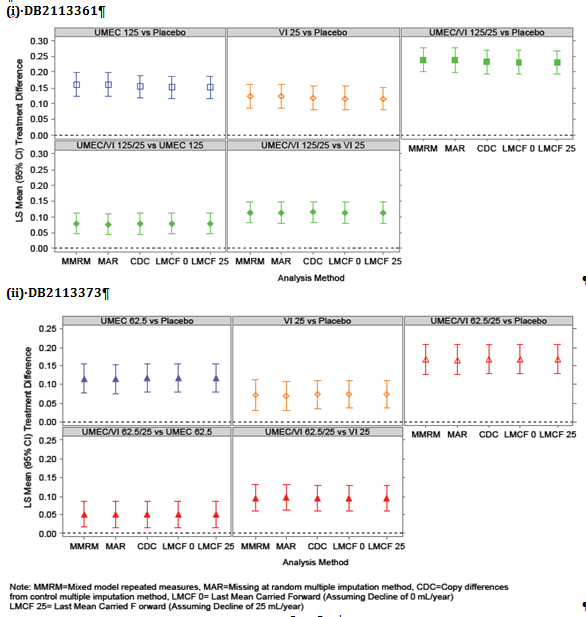 (i)·DB2113361¶
UMEC 125 vs Placebo
VI 25 vs Placebo
UMEC/VI 125/25 vs Placebo
0.30
0.25
0.20
0.15
0.10
0.05
0.00
UMEC/VI 125/25 vs UMEC 125
UMEC/VI 125/25 vs VI 25
MMRM MAR CDC LMCF 0 LMCF 25
0.30
0.25
0.20
0.15
0.10
0.05
0.00
LS Mean (95% CI) Treatment Difference
MMRM MAR CDC LMCF 0 LMCF 25
MMRM MAR CDC LMCF 0 LMCF 25
Analysis Method
¶
(ii)·DB2113373¶
UMEC 62.5 vs Placebo
VI 25 vs Placebo
UMEC/VI 62.5/25 vs Placebo
0.25
0.20
0.15
0.10
0.05
0.00
UMEC/VI 62.5/25 vs UMEC 62.5
UMEC/VI 62.5/25 vs VI 25
MMRM MAR CDC LMCF 0 LMCF 25
0.25
0.20
0.15
0.10
0.05
0.00
LS Mean (95% CI) Treatment Difference
MMRM MAR CDC LMCF 0 LMCF 25
MMRM MAR CDC LMCF 0 LMCF 25
Analysis Method
Note: MMRM=Mixed model repeated measures, MAR=Missing at random multiple imputation method, CDC=Copy differences
from control multiple imputation method, LMCF 0= Last Mean Carried Forward (Assuming Decline of 0 mL/year)
LMCF 25= Last Mean Carried F orward (Assuming Decline of 25 mL/year)
¶